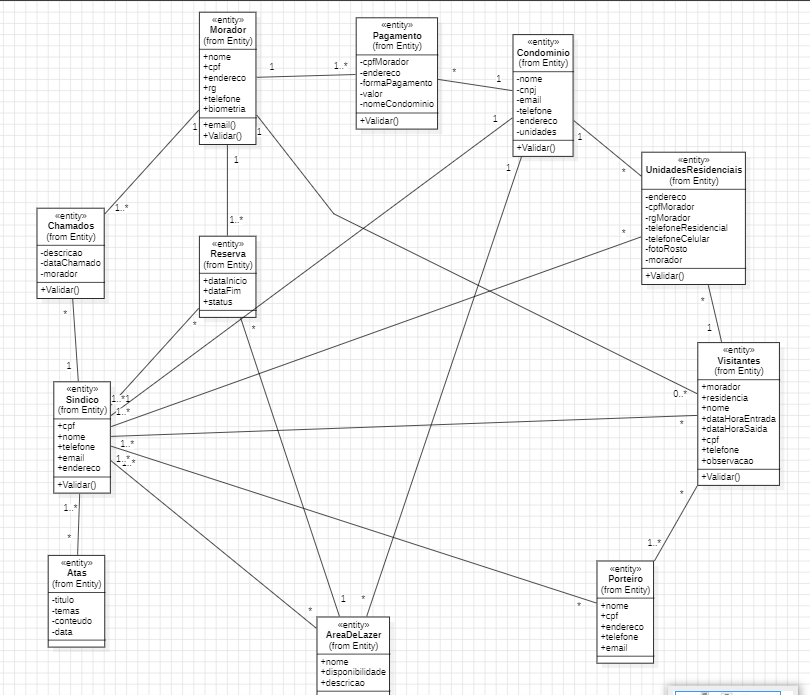 «entity»
Morador
(from Entity)
+nome
+cpf
+endereco
+rg
+telefone
+biometria
+email()
+Validar()
«entity»
Pagamento
(from Entity)
-cpfMorador
-endereco
-formaPagamento
-valor
-nomeCondominio
+Validar()
«entity»
Condominio
(from Entity)
-nome
-cnpj
-email
-telefone
-endereco
-unidades
+Validar()
1
1..*
*
1
1
1
1
1
1
1
*
«entity»
UnidadesResidenciais
(from Entity)
-endereco
-cpfMorador
-rgMorador
-telefoneResidencial
-telefoneCelular
-fotoRosto
-morador
+Validar()
1..*
1..*
*
«entity»
Chamados
(from Entity)
-descricao
-dataChamado
-morador
+Validar()
«entity»
Reserva
(from Entity)
+dataInicio
+dataFim
+status
*
*
*
*
1
1
«entity»
Visitantes
(from Entity)
+morador
+residencia
+nome
+dataHoraEntrada
+dataHoraSaida
+cpf
+telefone
+observacao
+Validar()
0..*
*
«entity»
Sindico
(from Entity)
+cpf
+nome
+telefone
+email
+endereco
+Validar()
1..*
1
1..*
1..*
1..*
1..*
1..*
*
*
1..*
«entity»
Atas
(from Entity)
-titulo
-temas
-conteudo
-data
«entity»
Porteiro
(from Entity)
+nome
+cpf
+endereco
+telefone
+email
*
1
*
*
«entity»
AreaDeLazer
(from Entity)
+nome
+disponibilidade
+descricao